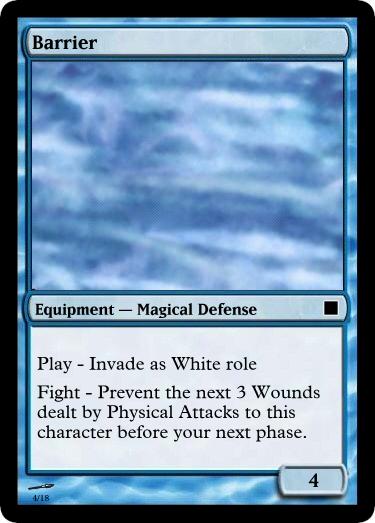 Barrier
Equipment — Magical Defense
Play - Invade as White role
Fight - Prevent the next 3 Wounds
dealt by Physical Attacks to this
character before your next phase.
4
4/18